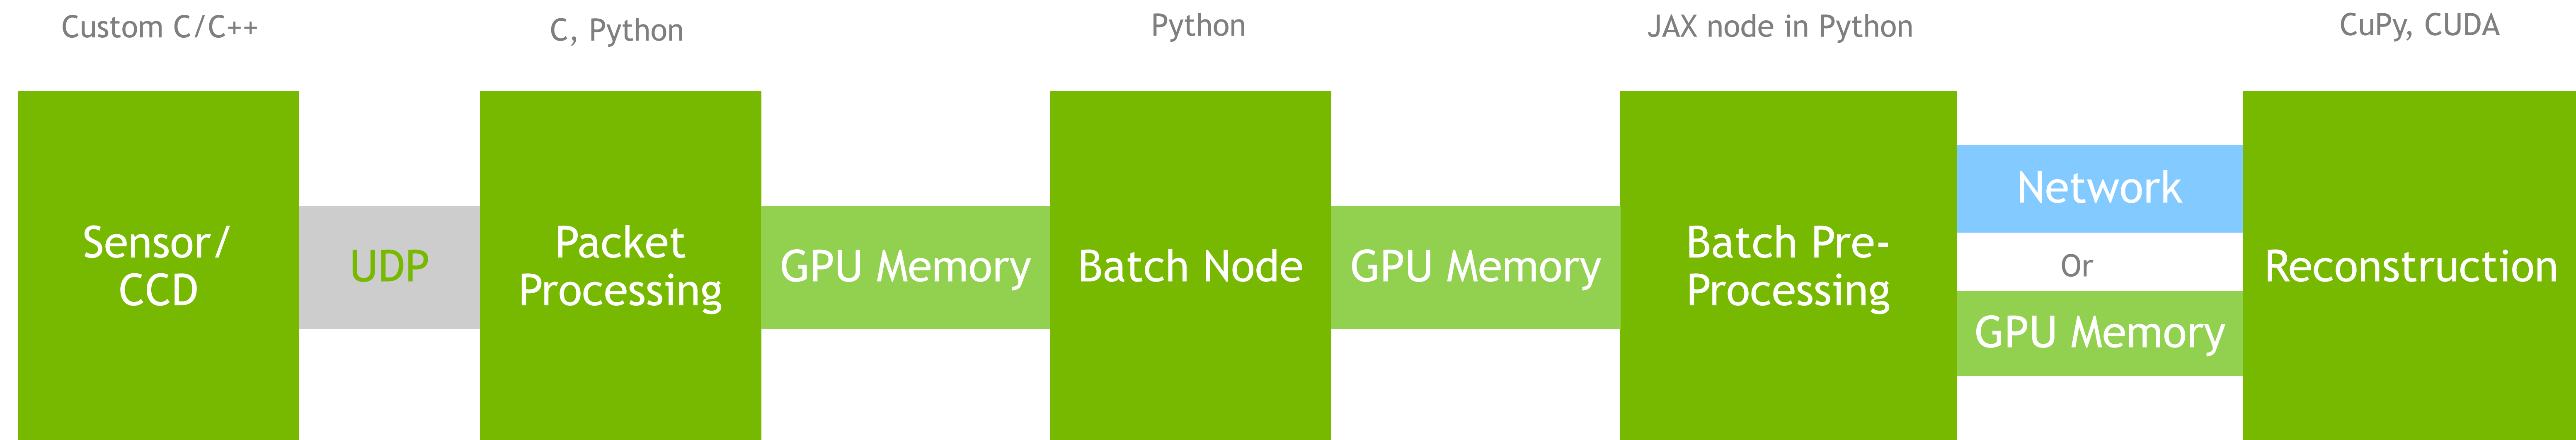 Custom C/C++
C, Python
Python
JAX node in Python
CuPy, CUDA
Sensor/
CCD
UDP
Packet
Processing
GPU Memory
Batch Node
GPU Memory
Batch Pre-
Processing
Network
Or
GPU Memory
Reconstruction